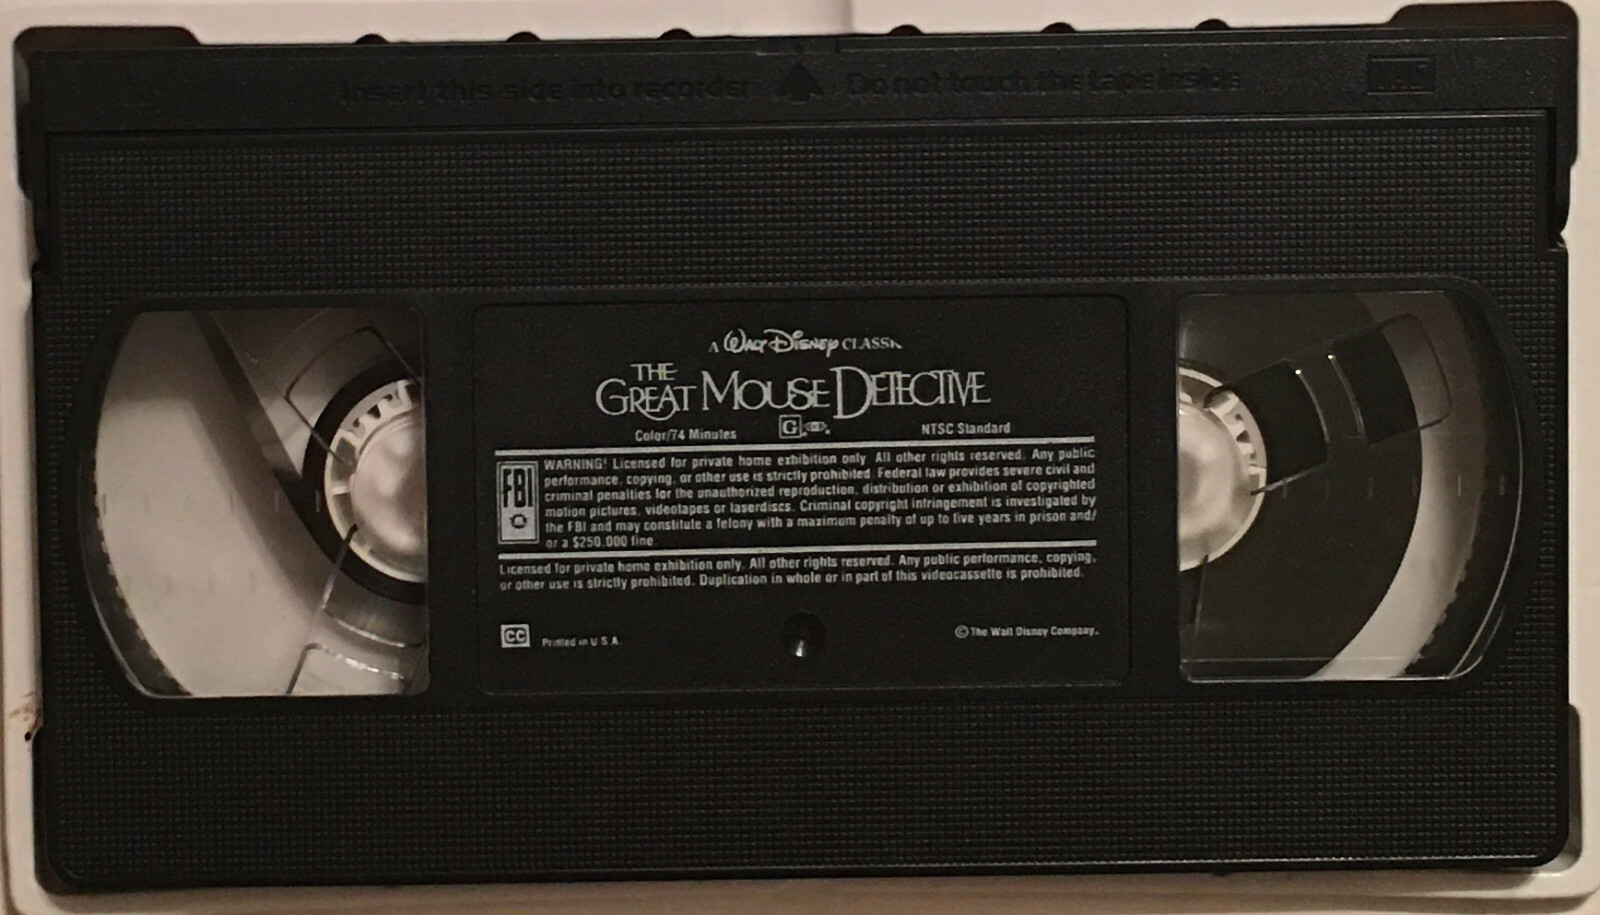 Insert this side into recorder Do not touch the tape inside
VHS
A Walt Disney CLASSIC
THE
GREAT MOUSE DETECTIVE
Color/74 Minutes G NTSC Standard
FBI
WARNING! Licensed for private home exhibition only. All other rights reserved. Any public
performance, copying, or other use is strictly prohibited. Federal law provides severe civil and
criminal penalties for the unauthorized reproduction, distribution or exhibition of copyrighted
motion pictures, videotapes or laserdiscs. Criminal copyright infringement is investigated by
the FBI and may constitute a felony with a maximum penalty of up to five years in prison and/
or a $250,000 fine.
Licensed for private home exhibition only. All other rights reserved. Any public performance, copying,
or other use is strictly prohibited. Duplication in whole or in part of this videocassette is prohibited.
CC Printed in U.S.A. © The Walt Disney Company.